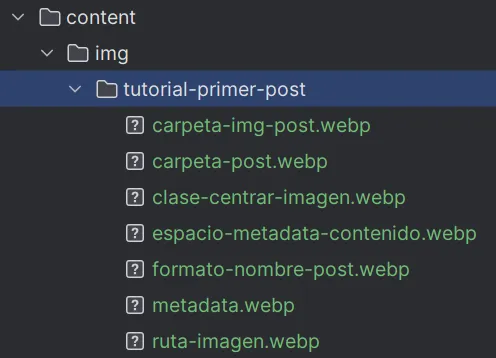 content
img
tutorial-primer-post
carpeta-img-post.webp
carpeta-post.webp
clase-centrar-imagen.webp
espacio-metadata-contenido.webp
formato-nombre-post.webp
metadata.webp
ruta-imagen.webp